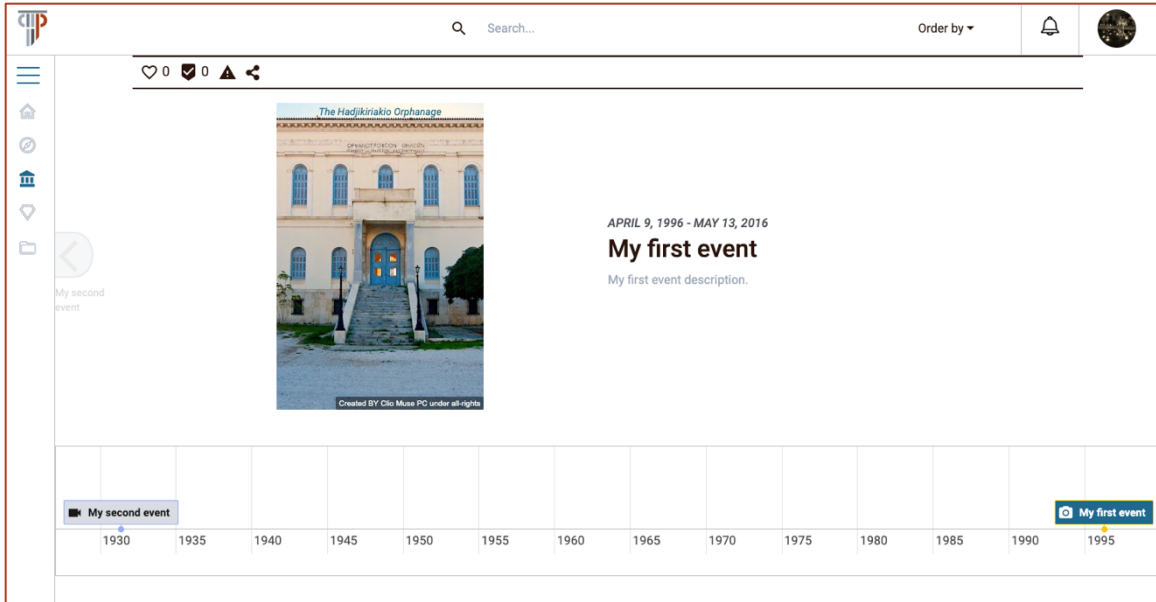 Search...
Order by
0 0
The Hadjikiriakio Orphanage
Created BY Clio Muse PC under all-rights
APRIL 9, 1996 - MAY 13, 2016
My first event
My first event description.
My second
event
My second event
My first event
1930 1935 1940 1945 1950 1955 1960 1965 1970 1975 1980 1985 1990 1995